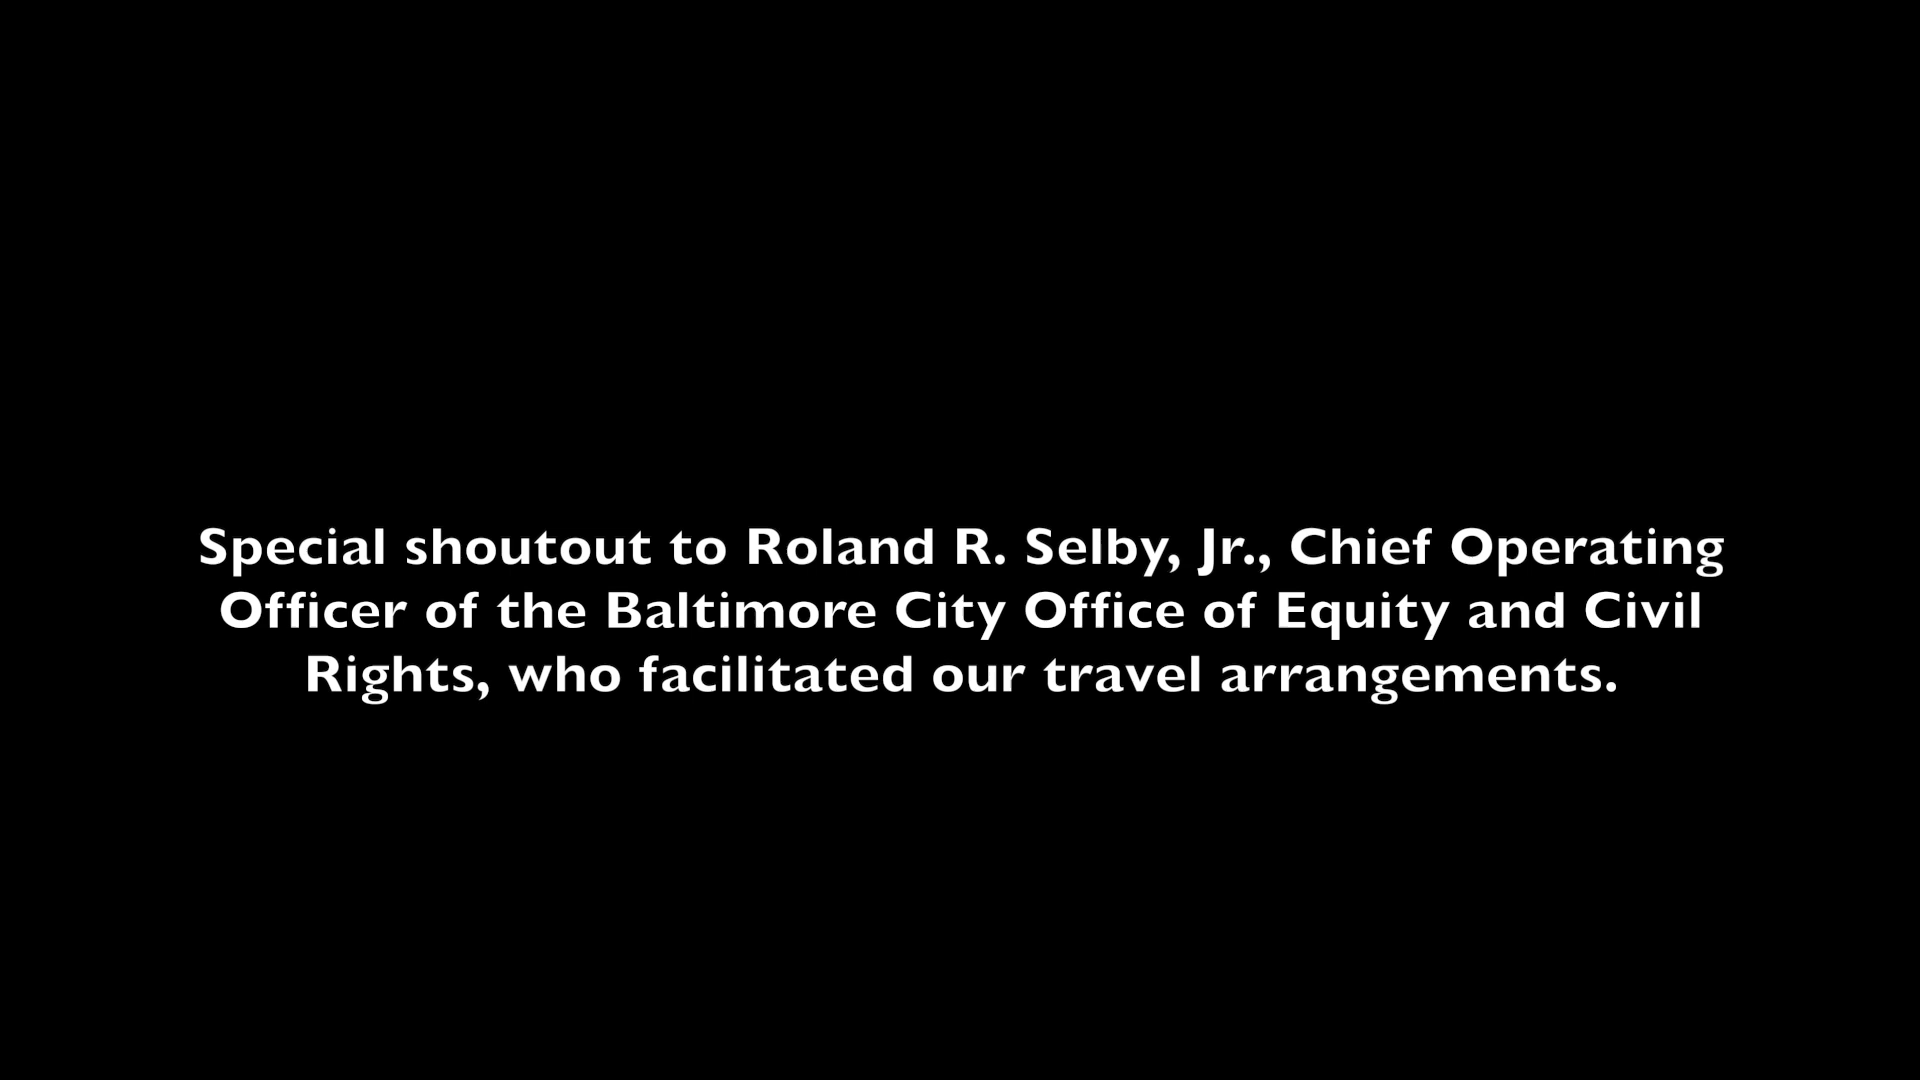 Special shoutout to Roland R. Selby, Jr., Chief Operating
Officer of the Baltimore City Office of Equity and Civil
Rights, who facilitated our travel arrangements.